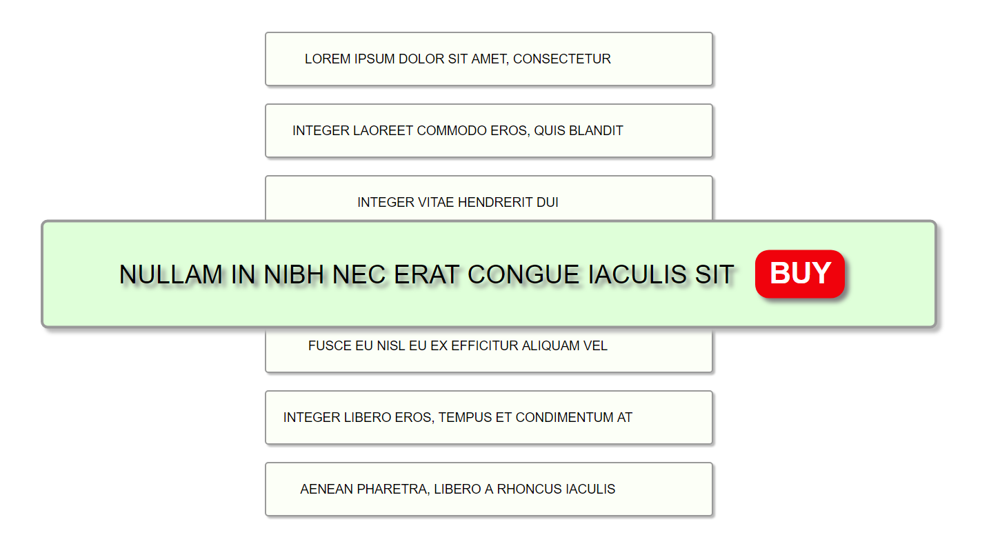 LOREM IPSUM DOLOR SIT AMET, CONSECTETUR
INTEGER LAOREET COMMODO EROS, QUIS BLANDIT
INTEGER VITAE HENDRERIT DUI
NULLAM IN NIBH NEC ERAT CONGUE IACULIS SIT BUY
FUSCE EU NISL EU EX EFFICITUR ALIQUAM VEL
INTEGER LIBERO EROS, TEMPUS ET CONDIMENTUM AT
AENEAN PHARETRA, LIBERO A RHONCUS IACULIS